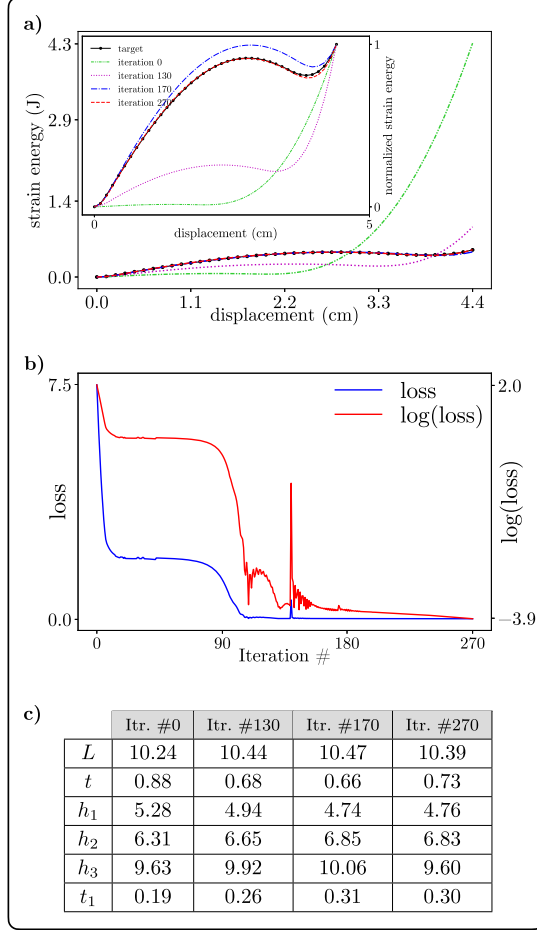 a)
4.3
2.9
1.4
0.0
strain energy (J)
target
iteration 0
iteration 130
iteration 170
iteration 270
1
0
normalized strain energy
0
5
displacement (cm)
0.0 1.1 2.2 3.3 4.4
displacement (cm)
b)
7.5
0.0
loss
loss
log(loss)
2.0
−3.9
log(loss)
0 90 180 270
Iteration #
c)
Itr. #0 Itr. #130 Itr. #170 Itr. #270
L 10.24 10.44 10.47 10.39
t 0.88 0.68 0.66 0.73
h₁ 5.28 4.94 4.74 4.76
h₂ 6.31 6.65 6.85 6.83
h₃ 9.63 9.92 10.06 9.60
t₁ 0.19 0.26 0.31 0.30